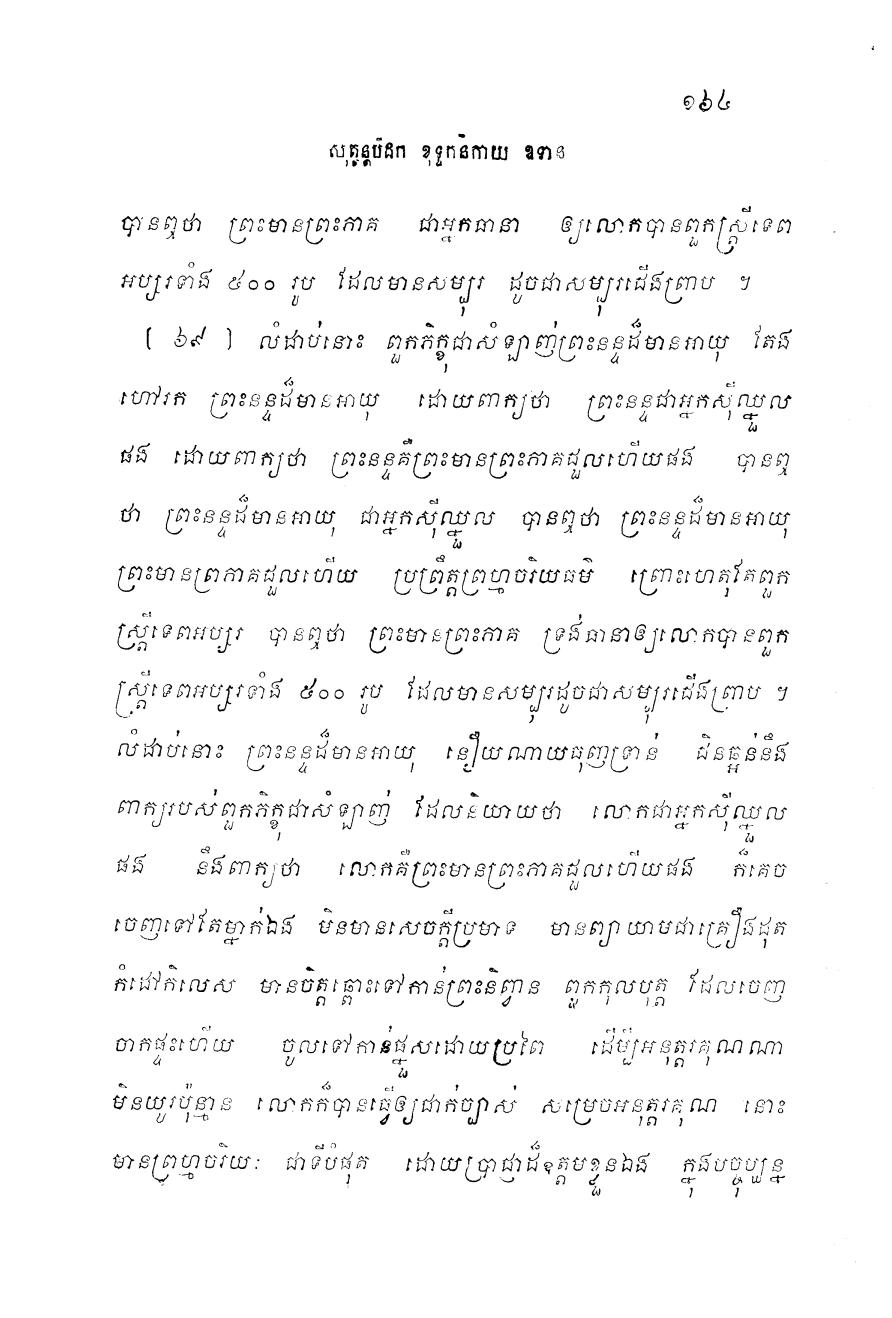 ១៦៤
សុត្តន្តបិដក ខុទ្ទកនិកាយ ឧទាន
បានឮថា ព្រះមានព្រះភាគ ជាអ្នកធានា ឲ្យលោកបានពួកស្ត្រីទេព
អប្សរទាំង ៥០០ រូប ដែលមានសម្បុរ ដូចជាសម្បុរជើងព្រាប ។
[ ៦៩ ] លំដាប់នោះ ពួកភិក្ខុជាសំឡាញ់ព្រះនន្ទដ៏មានអាយុ តែង
ហៅរក ព្រះនន្ទដ៏មានអាយុ ដោយពាក្យថា ព្រះនន្ទជាអ្នកស៊ីឈ្នួល
ផង ដោយពាក្យថា ព្រះនន្ទគឺព្រះមានព្រះភាគជួលហើយផង បានឮ
ថា ព្រះនន្ទដ៏មានអាយុ ជាអ្នកស៊ីឈ្នួល បានឮថា ព្រះនន្ទដ៏មានអាយុ
ព្រះមានព្រភាគជួលហើយ ប្រព្រឹត្តព្រហ្មចរិយធម៌ ព្រោះហេតុតែពួក
ស្ត្រីទេពអប្សរ បានឮថា ព្រះមានព្រះភាគ ទ្រង់ធានាឲ្យលោកបានពួក
ស្ត្រីទេពអប្សរទាំង ៥០០ រូប ដែលមានសម្បុរដូចជាសម្បុរជើងព្រាប ។
លំដាប់នោះ ព្រះនន្ទដ៏មានអាយុ នឿយណាយធុញទ្រាន់ ជិនឆ្អន់នឹង
ពាក្យរបស់ពួកភិក្ខុជាសំឡាញ់ ដែលនិយាយថា លោកជាអ្នកស៊ីឈ្នួល
ផង នឹងពាក្យថា លោកគឺព្រះមានព្រះភាគជួលហើយផង ក៏គេច
ចេញទៅតែម្នាក់ឯង មិនមានសេចក្តីប្រមាទ មានព្យាយាមជាគ្រឿងដុត
កំដៅកិលេស មានចិត្តឆ្ពោះទៅកាន់ព្រះនិព្វាន ពួកកុលបុត្ត ដែលចេញ
ចាកផ្ទះហើយ ចូលទៅកាន់ផ្នួសដោយប្រពៃ ដើម្បីអនុត្តរគុណណា
មិនយូរប៉ុន្មាន លោកក៏បានធ្វើឲ្យជាក់ច្បាស់ សម្រេចអនុត្តរគុណ នោះ
មានព្រហ្មចរិយៈ ជាទីបំផុត ដោយប្រាជ្ញាដ៏ឧត្តមខ្លួនឯង ក្នុងបច្ចុប្បន្ន